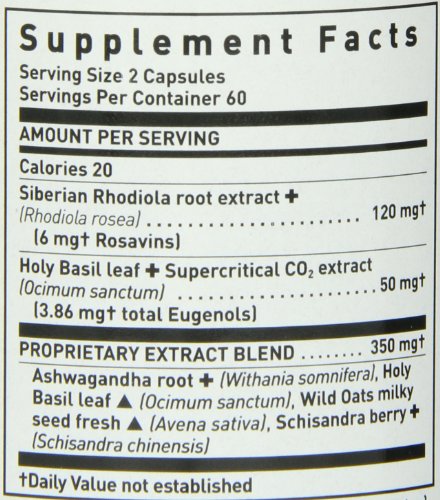 Supplement Facts
Serving Size 2 Capsules
Servings Per Container 60
AMOUNT PER SERVING
Calories 20
Siberian Rhodiola root extract ✚
(Rhodiola rosea) ........................ 120 mg†
(6 mg† Rosavins)
Holy Basil leaf ✚ Supercritical CO₂ extract
(Ocimum sanctum) .................... 50 mg†
(3.86 mg† total Eugenols)
PROPRIETARY EXTRACT BLEND ........ 350 mg†
Ashwagandha root ✚ (Withania somnifera), Holy
Basil leaf ▲ (Ocimum sanctum), Wild Oats milky
seed fresh ▲ (Avena sativa), Schisandra berry ✚
(Schisandra chinensis)
†Daily Value not established